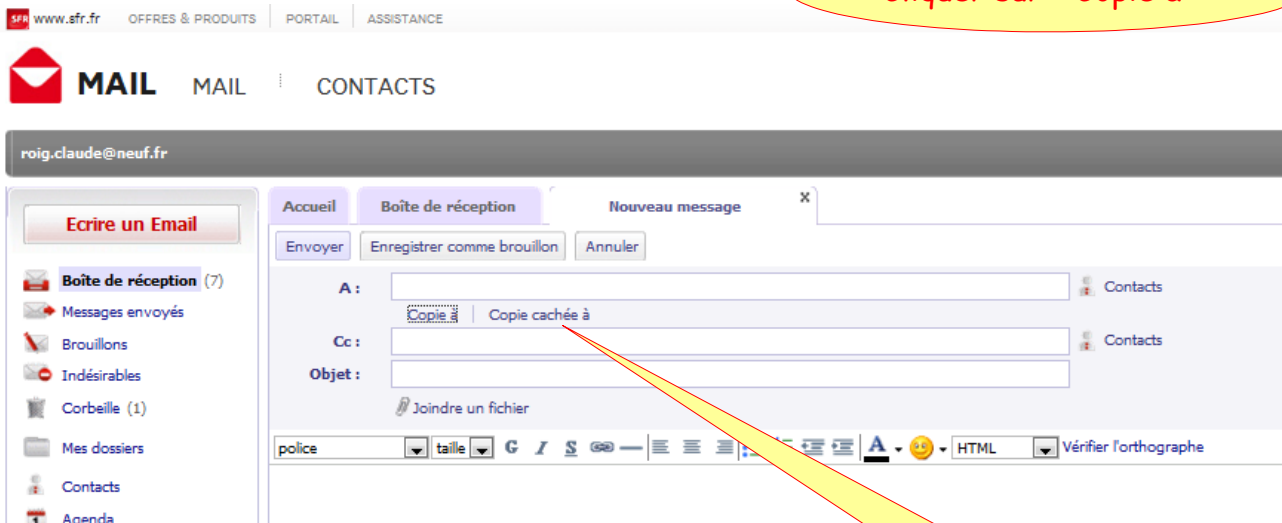 cliquer sur "Copie à"
SFR www.sfr.fr OFFRES & PRODUITS PORTAIL ASSISTANCE
MAIL MAIL CONTACTS
roig.claude@neuf.fr
Ecrire un Email
Boîte de réception (7)
Messages envoyés
Brouillons
Indésirables
Corbeille (1)
Mes dossiers
Contacts
Agenda
Accueil Boîte de réception Nouveau message x
Envoyer Enregistrer comme brouillon Annuler
A : Contacts
Copie à Copie cachée à
Cc : Contacts
Objet :
Joindre un fichier
police taille G I S A HTML Vérifier l'orthographe